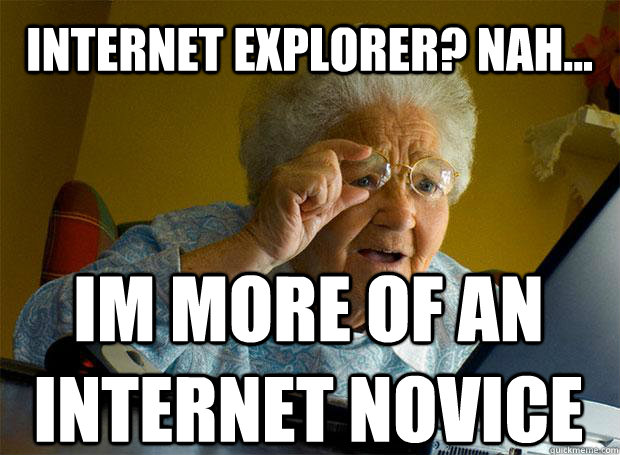 INTERNET EXPLORER? NAH...
IM MORE OF AN
INTERNET NOVICE
quickmeme.com